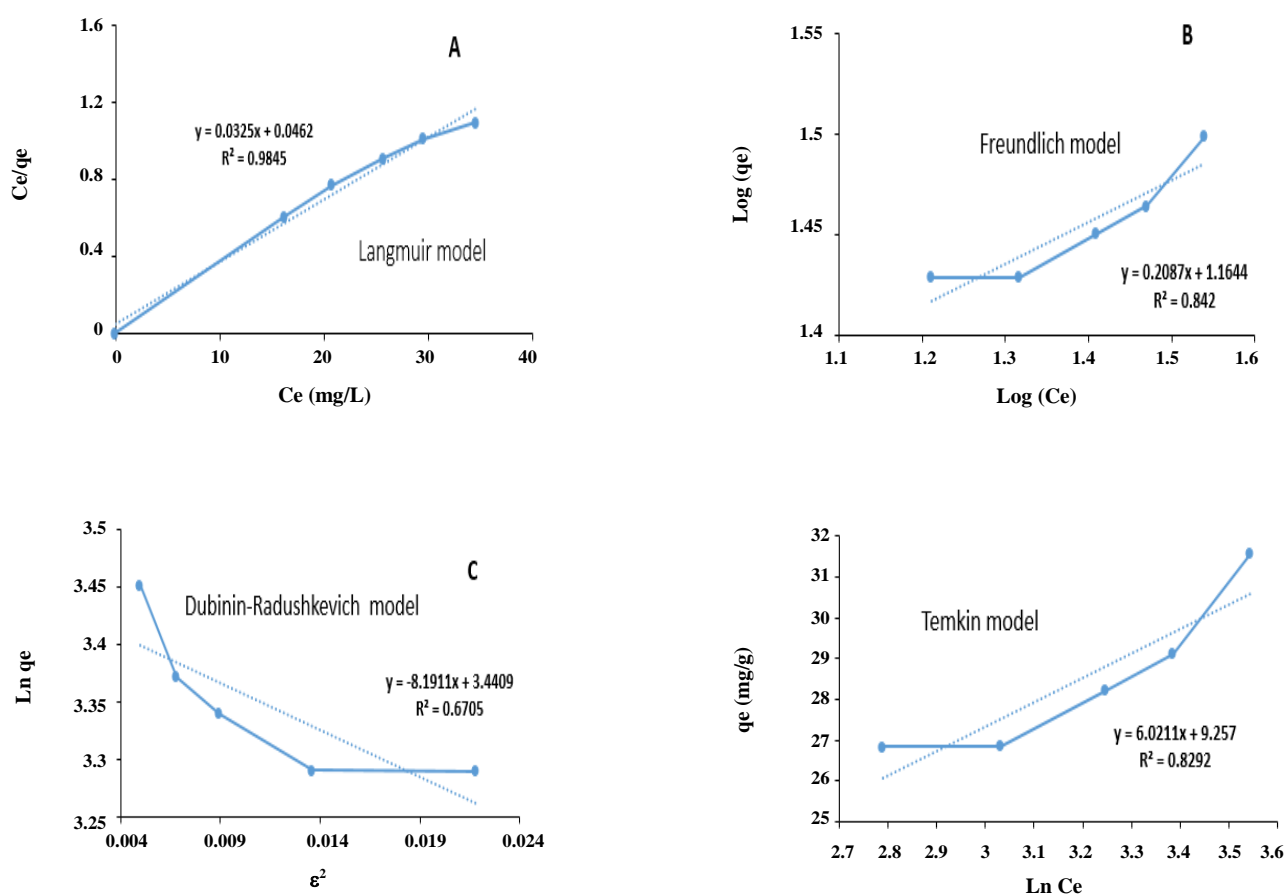 A
1.6
1.2
0.8
0.4
0
Ce/qe
y = 0.0325x + 0.0462
R² = 0.9845
Langmuir model
0 10 20 30 40
Ce (mg/L)
B
1.55
1.5
1.45
1.4
Log (qe)
Freundlich model
y = 0.2087x + 1.1644
R² = 0.842
1.1 1.2 1.3 1.4 1.5 1.6
Log (Ce)
C
3.5
3.45
3.4
3.35
3.3
3.25
Ln qe
Dubinin-Radushkevich model
y = -8.1911x + 3.4409
R² = 0.6705
0.004 0.009 0.014 0.019 0.024
ε²
32
31
30
29
28
27
26
25
qe (mg/g)
Temkin model
y = 6.0211x + 9.257
R² = 0.8292
2.7 2.8 2.9 3 3.1 3.2 3.3 3.4 3.5 3.6
Ln Ce